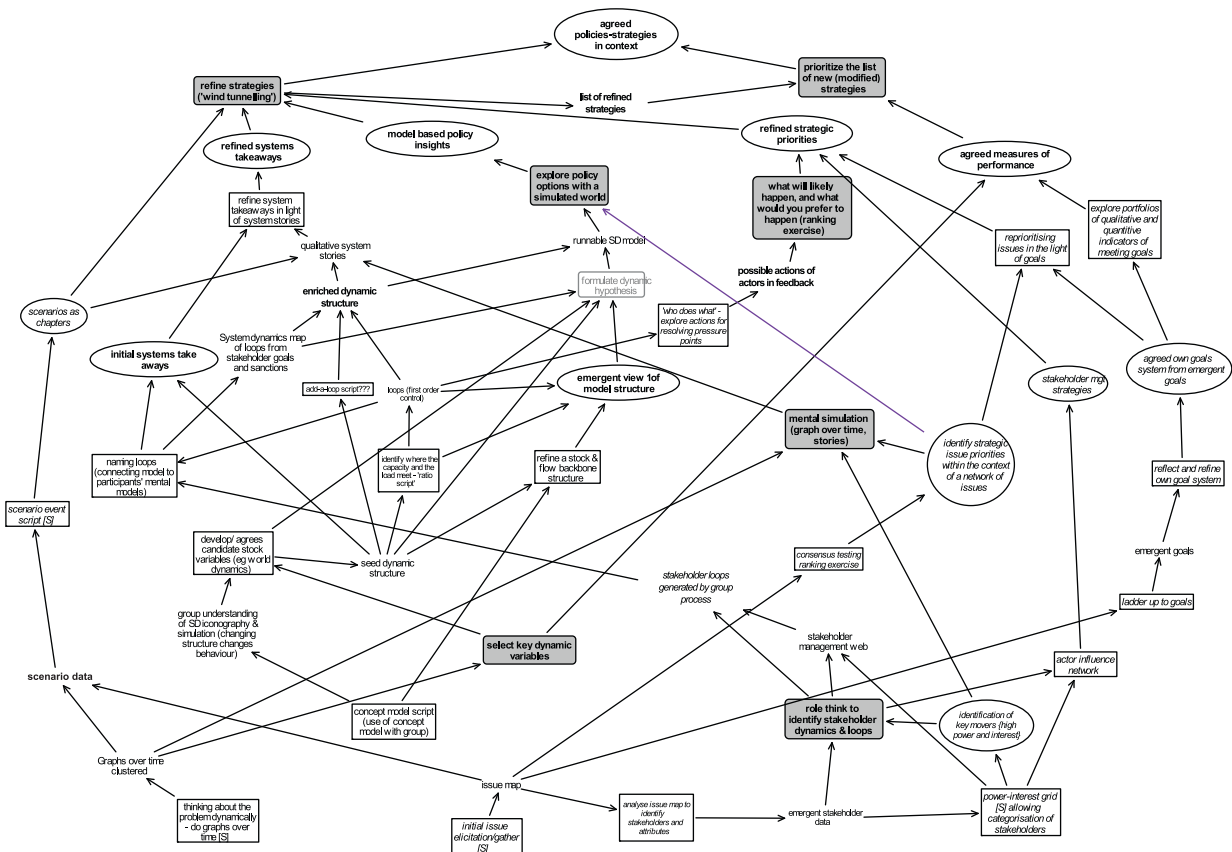 agreed
policies-strategies
in context
refine strategies
('wind tunnelling')
prioritize the list
of new (modified)
strategies
list of refined
strategies
refined systems
takeaways
model based policy
insights
refined strategic
priorities
agreed measures of
performance
explore policy
options with a
simulated world
what will likely
happen, and what
would you prefer to
happen (ranking
exercise)
refine system
takeaways in light
of system stories
explore portfolios
of qualitative and
quantitive
indicators of
meeting goals
qualitative system
stories
runnable SD model
reprioritising
issues in the light
of goals
enriched dynamic
structure
formulate dynamic
hypothesis
possible actions of
actors in feedback
scenarios as
chapters
'who does what' -
explore actions for
resolving pressure
points
initial systems take
aways
System dynamics map
of loops from
stakeholder goals
and sanctions
agreed own goals
system from emergent
goals
add-a-loop script???
loops (first order
control)
emergent view 1of
model structure
stakeholder mgt
strategies
mental simulation
(graph over time,
stories)
naming loops
(connecting model to
participants' mental
models)
identify where the
capacity and the
load meet - 'ratio
script'
refine a stock &
flow backbone
structure
identify strategic
issue priorities
within the context
of a network of
issues
reflect and refine
own goal system
scenario event
script [S]
develop/ agrees
candidate stock
variables (eg world
dynamics)
seed dynamic
structure
consensus testing
ranking exercise
emergent goals
stakeholder loops
generated by group
process
ladder up to goals
group understanding
of SD iconography &
simulation (changing
structure changes
behaviour)
select key dynamic
variables
stakeholder
management web
actor influence
network
scenario data
concept model script
(use of concept
model with group)
role think to
identify stakeholder
dynamics & loops
identification of
key movers {high
power and interest}
Graphs over time
clustered
issue map
thinking about the
problem dynamically
- do graphs over
time [S]
initial issue
elicitation/gather
[S]
analyse issue map to
identify
stakeholders and
attributes
emergent stakeholder
data
power-interest grid
[S] allowing
categorisation of
stakeholders